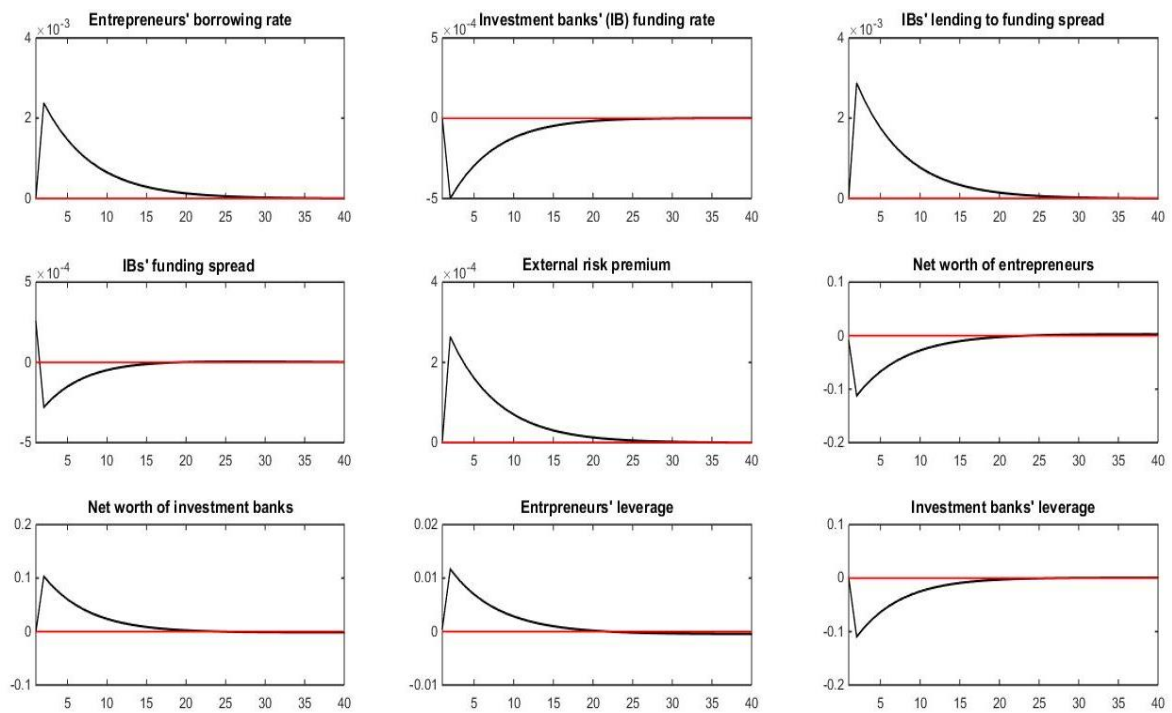 Entrepreneurs' borrowing rate
×10-3
4
2
0
5 10 15 20 25 30 35 40
Investment banks' (IB) funding rate
5 ×10-4
0
-5
5 10 15 20 25 30 35 40
IBs' lending to funding spread
×10-3
4
2
0
5 10 15 20 25 30 35 40
IBs' funding spread
5 ×10-4
0
-5
5 10 15 20 25 30 35 40
External risk premium
4 ×10-4
2
0
5 10 15 20 25 30 35 40
Net worth of entrepreneurs
0.1
0
-0.1
-0.2
5 10 15 20 25 30 35 40
Net worth of investment banks
0.2
0.1
0
-0.1
5 10 15 20 25 30 35 40
Entrpreneurs' leverage
0.02
0.01
0
-0.01
5 10 15 20 25 30 35 40
Investment banks' leverage
0.1
0
-0.1
-0.2
5 10 15 20 25 30 35 40